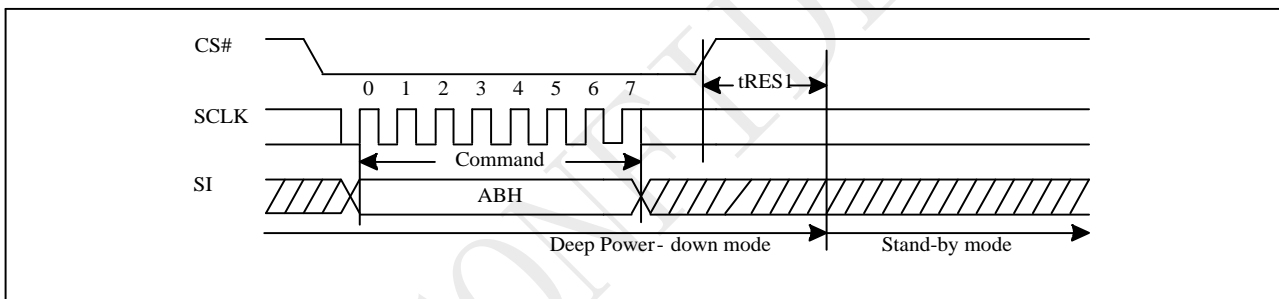 CS#
tRES1
0 1 2 3 4 5 6 7
SCLK
Command
SI
ABH
Deep Power- down mode Stand-by mode